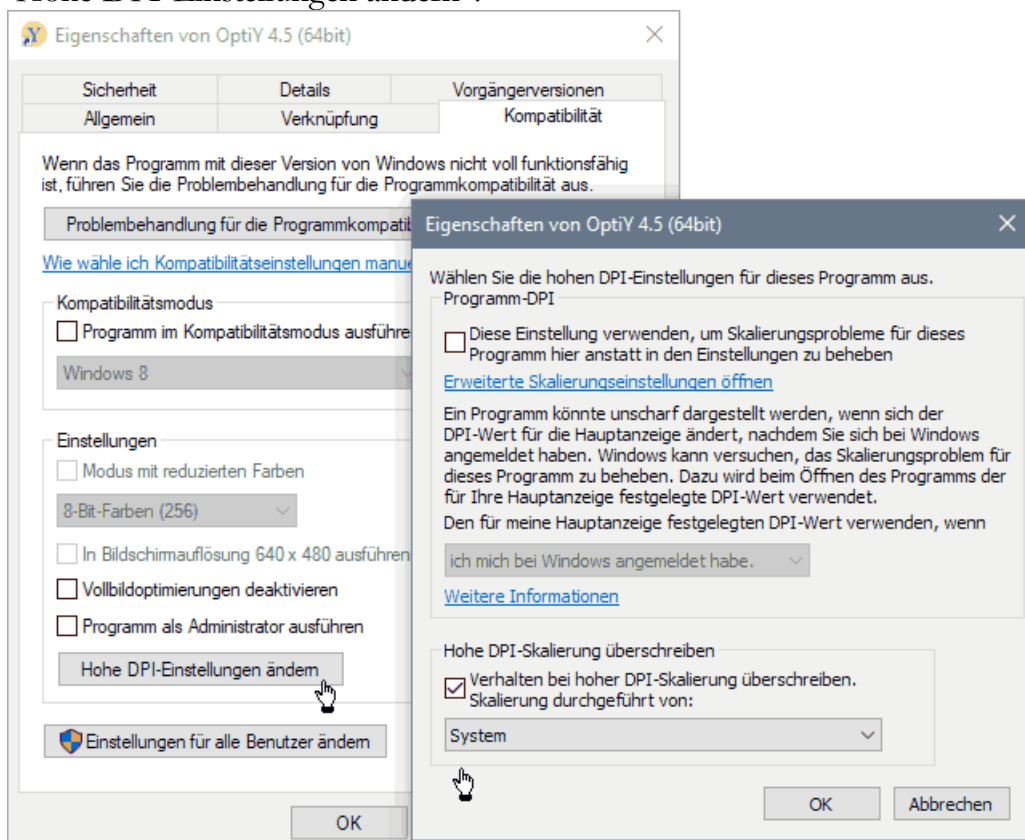 Hohe DPI-Einstellungen ändern
Eigenschaften von OptiY 4.5 (64bit)
Sicherheit Details Vorgängerversionen
Allgemein Verknüpfung Kompatibilität
Wenn das Programm mit dieser Version von Windows nicht voll funktionsfähig
ist, führen Sie die Problembehandlung für die Programmkompatibilität aus.
Problembehandlung für die Programmkompatib
Wie wähle ich Kompatibilitätseinstellungen manue
Kompatibilitätsmodus
Programm im Kompatibilitätsmodus ausführe
Windows 8
Einstellungen
Modus mit reduzierten Farben
8-Bit-Farben (256)
In Bildschirmauflösung 640 x 480 ausführen
Vollbildoptimierungen deaktivieren
Programm als Administrator ausführen
Hohe DPI-Einstellungen ändern
Einstellungen für alle Benutzer ändern
OK
Eigenschaften von OptiY 4.5 (64bit)
Wählen Sie die hohen DPI-Einstellungen für dieses Programm aus.
Programm-DPI
Diese Einstellung verwenden, um Skalierungsprobleme für dieses
Programm hier anstatt in den Einstellungen zu beheben
Erweiterte Skalierungseinstellungen öffnen
Ein Programm könnte unscharf dargestellt werden, wenn sich der
DPI-Wert für die Hauptanzeige ändert, nachdem Sie sich bei Windows
angemeldet haben. Windows kann versuchen, das Skalierungsproblem für
dieses Programm zu beheben. Dazu wird beim Öffnen des Programms der
für Ihre Hauptanzeige festgelegte DPI-Wert verwendet.
Den für meine Hauptanzeige festgelegten DPI-Wert verwenden, wenn
ich mich bei Windows angemeldet habe.
Weitere Informationen
Hohe DPI-Skalierung überschreiben
Verhalten bei hoher DPI-Skalierung überschreiben.
Skalierung durchgeführt von:
System
OK Abbrechen